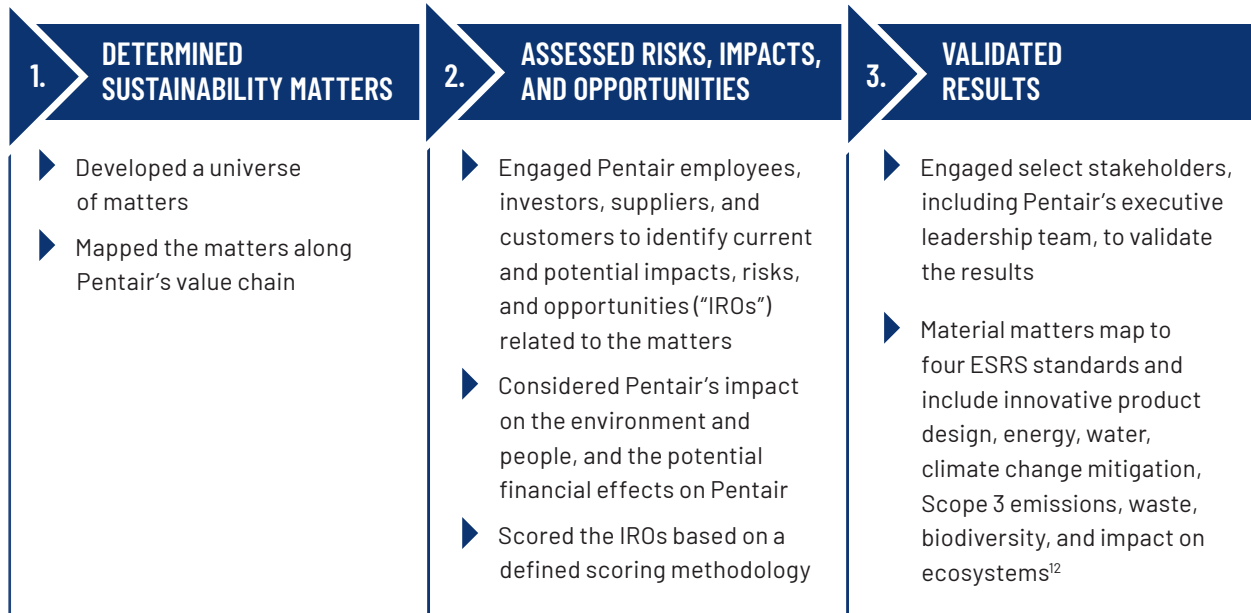 1.
DETERMINED
SUSTAINABILITY MATTERS
Developed a universe
of matters
Mapped the matters along
Pentair’s value chain
2.
ASSESSED RISKS, IMPACTS,
AND OPPORTUNITIES
Engaged Pentair employees,
investors, suppliers, and
customers to identify current
and potential impacts, risks,
and opportunities (“IROs”)
related to the matters
Considered Pentair’s impact
on the environment and
people, and the potential
financial effects on Pentair
Scored the IROs based on a
defined scoring methodology
3.
VALIDATED
RESULTS
Engaged select stakeholders,
including Pentair’s executive
leadership team, to validate
the results
Material matters map to
four ESRS standards and
include innovative product
design, energy, water,
climate change mitigation,
Scope 3 emissions, waste,
biodiversity, and impact on
ecosystems¹²